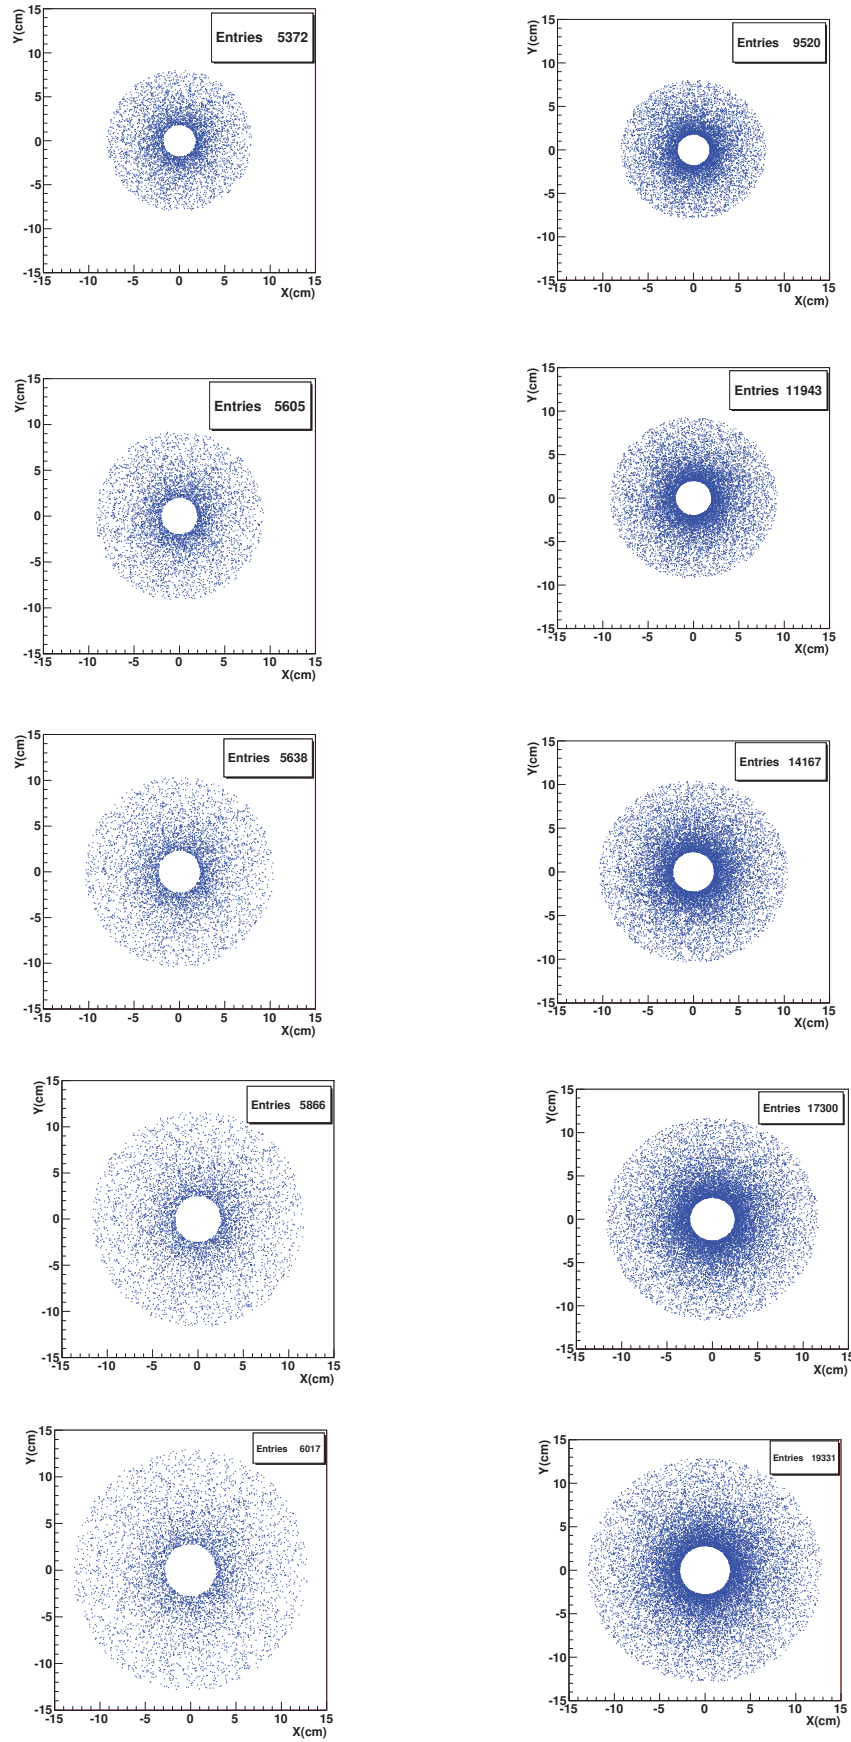 Y(cm)
Entries 5372
15
10
5
0
-5
-10
-15
-15 -10 -5 0 5 10 15
X(cm)
Y(cm)
Entries 9520
15
10
5
0
-5
-10
-15
-15 -10 -5 0 5 10 15
X(cm)
Y(cm)
Entries 5605
15
10
5
0
-5
-10
-15
-15 -10 -5 0 5 10 15
X(cm)
Y(cm)
Entries 11943
15
10
5
0
-5
-10
-15
-15 -10 -5 0 5 10 15
X(cm)
Y(cm)
Entries 5638
15
10
5
0
-5
-10
-15
-15 -10 -5 0 5 10 15
X(cm)
Y(cm)
Entries 14167
15
10
5
0
-5
-10
-15
-15 -10 -5 0 5 10 15
X(cm)
Y(cm)
Entries 5866
15
10
5
0
-5
-10
-15
-15 -10 -5 0 5 10 15
X(cm)
Y(cm)
Entries 17300
15
10
5
0
-5
-10
-15
-15 -10 -5 0 5 10 15
X(cm)
Y(cm)
Entries 6017
15
10
5
0
-5
-10
-15
-15 -10 -5 0 5 10 15
X(cm)
Y(cm)
Entries 19331
15
10
5
0
-5
-10
-15
-15 -10 -5 0 5 10 15
X(cm)